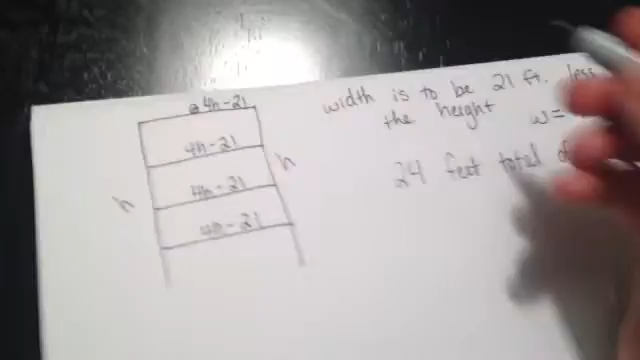 4h-21
width is to be 21 ft. less
the height w=
4h-21
h
24 feet total
4h-21
h
4h-21